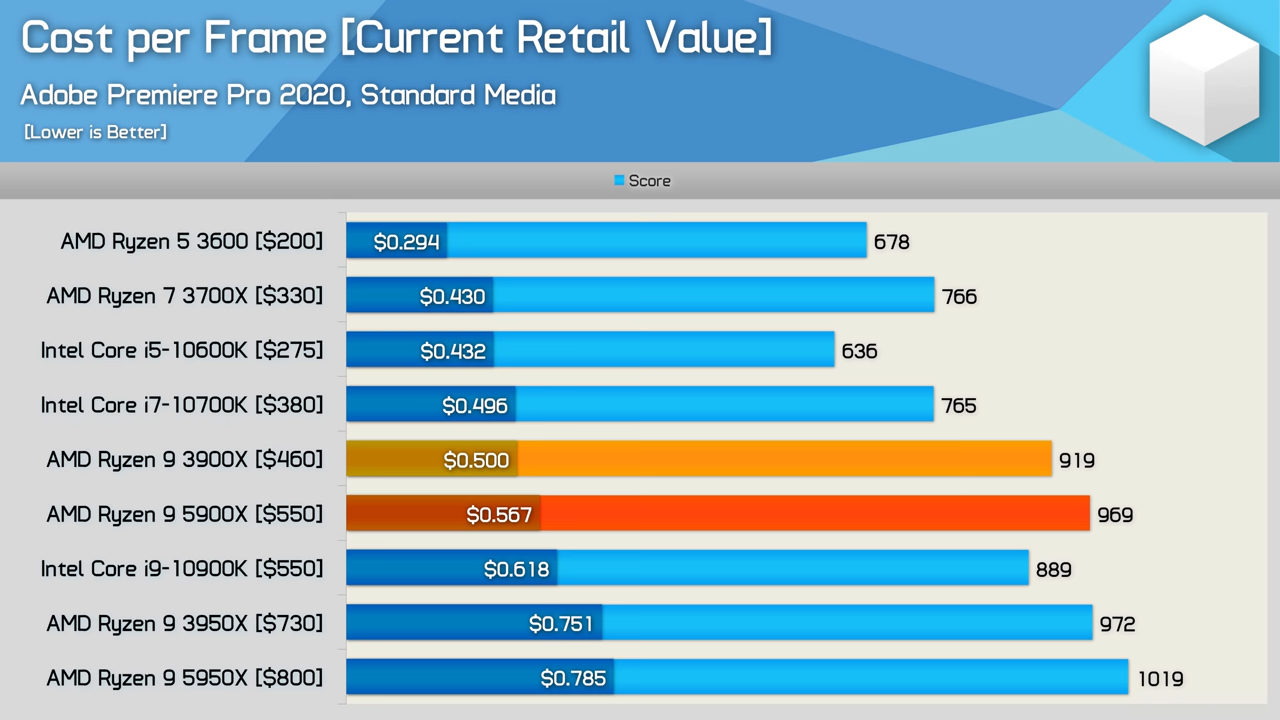 Cost per Frame [Current Retail Value]
Adobe Premiere Pro 2020, Standard Media
[Lower is Better]
Score
AMD Ryzen 5 3600 [$200] $0.294 678
AMD Ryzen 7 3700X [$330] $0.430 766
Intel Core i5-10600K [$275] $0.432 636
Intel Core i7-10700K [$380] $0.496 765
AMD Ryzen 9 3900X [$460] $0.500 919
AMD Ryzen 9 5900X [$550] $0.567 969
Intel Core i9-10900K [$550] $0.618 889
AMD Ryzen 9 3950X [$730] $0.751 972
AMD Ryzen 9 5950X [$800] $0.785 1019